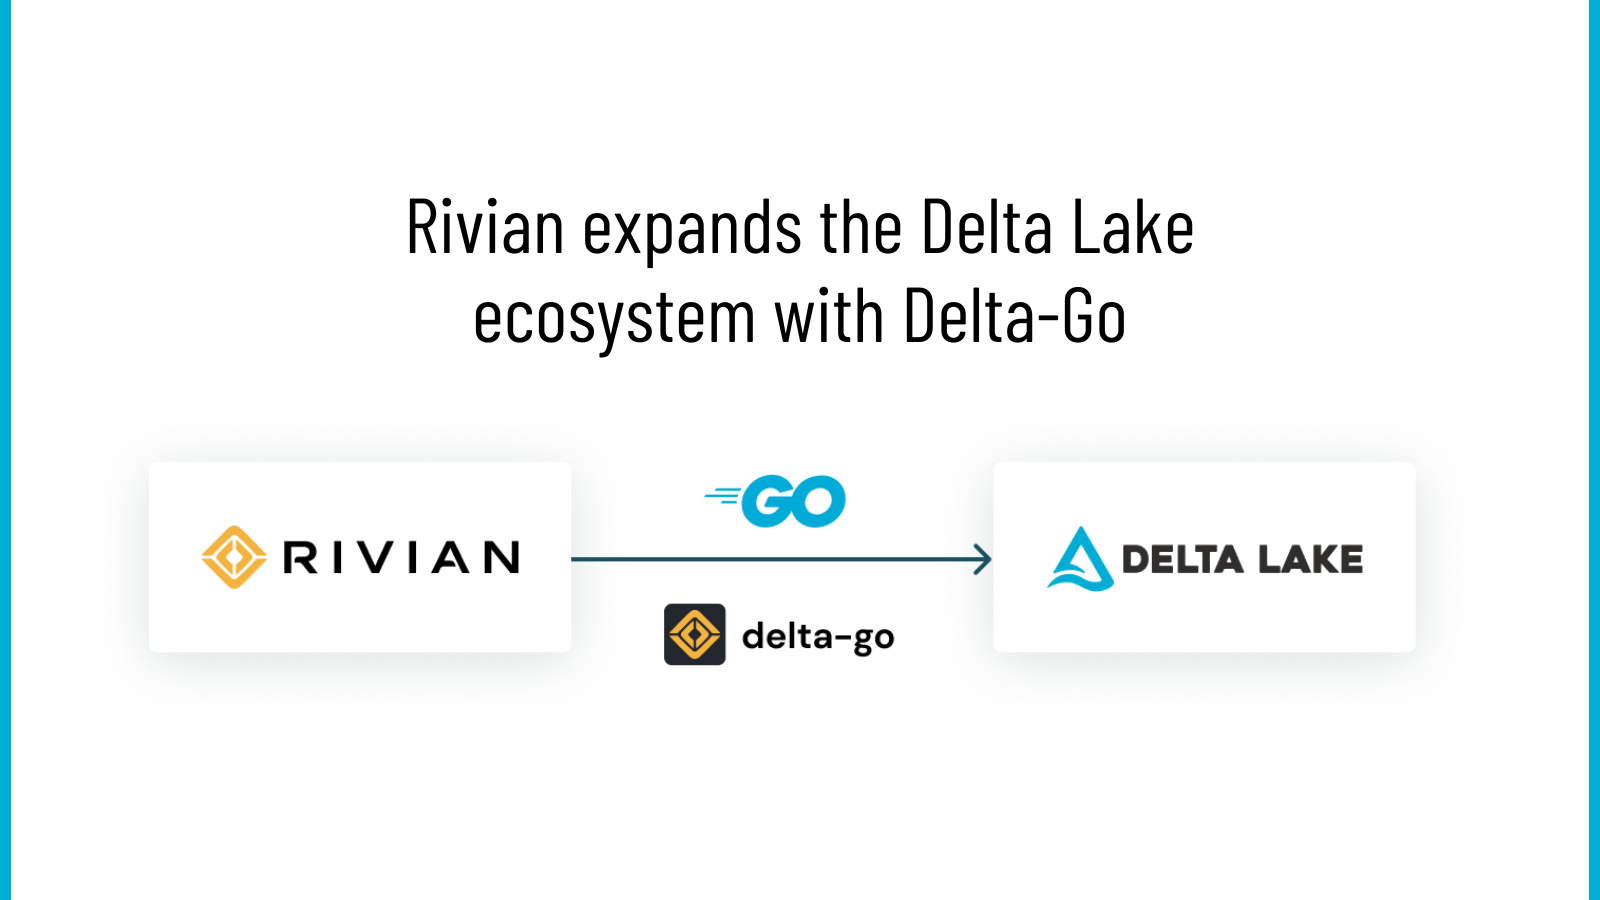 Rivian expands the Delta Lake
ecosystem with Delta-Go
GO
RIVIAN
DELTA LAKE
delta-go